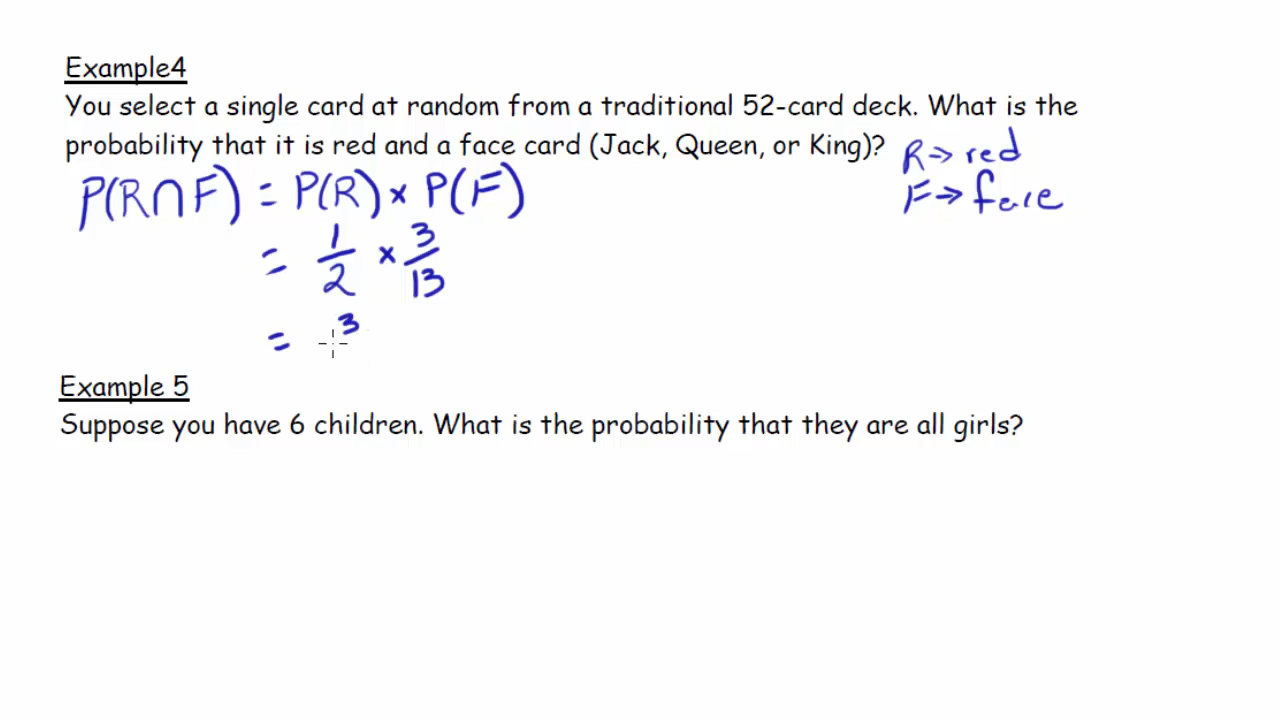 Example4
You select a single card at random from a traditional 52-card deck. What is the
probability that it is red and a face card (Jack, Queen, or King)?
R → red
F → face
P(R∩F) = P(R) × P(F)
= 1/2 × 3/13
= 3
Example 5
Suppose you have 6 children. What is the probability that they are all girls?